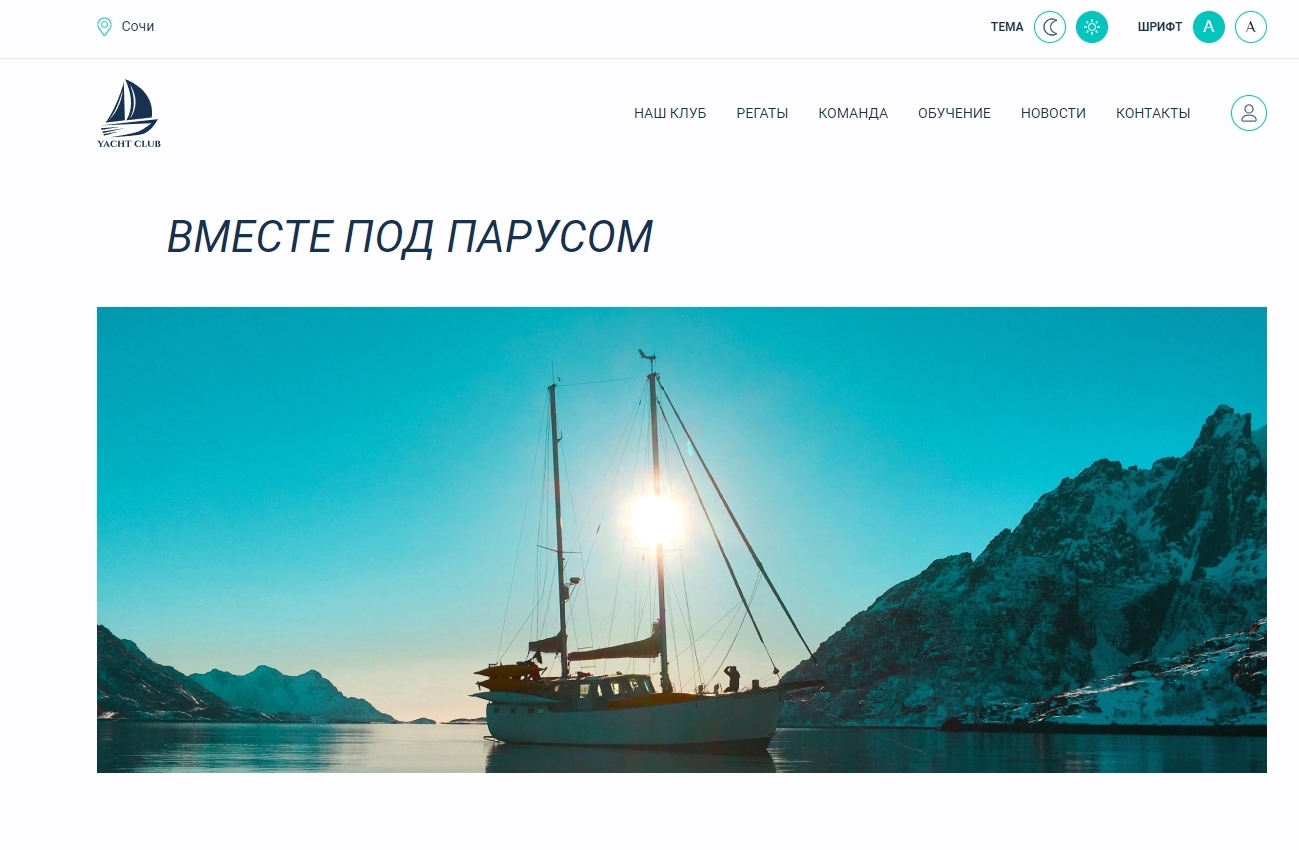 Сочи
ТЕМА
ШРИФТ
A
A
YACHT CLUB
НАШ КЛУБ
РЕГАТЫ
КОМАНДА
ОБУЧЕНИЕ
НОВОСТИ
КОНТАКТЫ
ВМЕСТЕ ПОД ПАРУСОМ